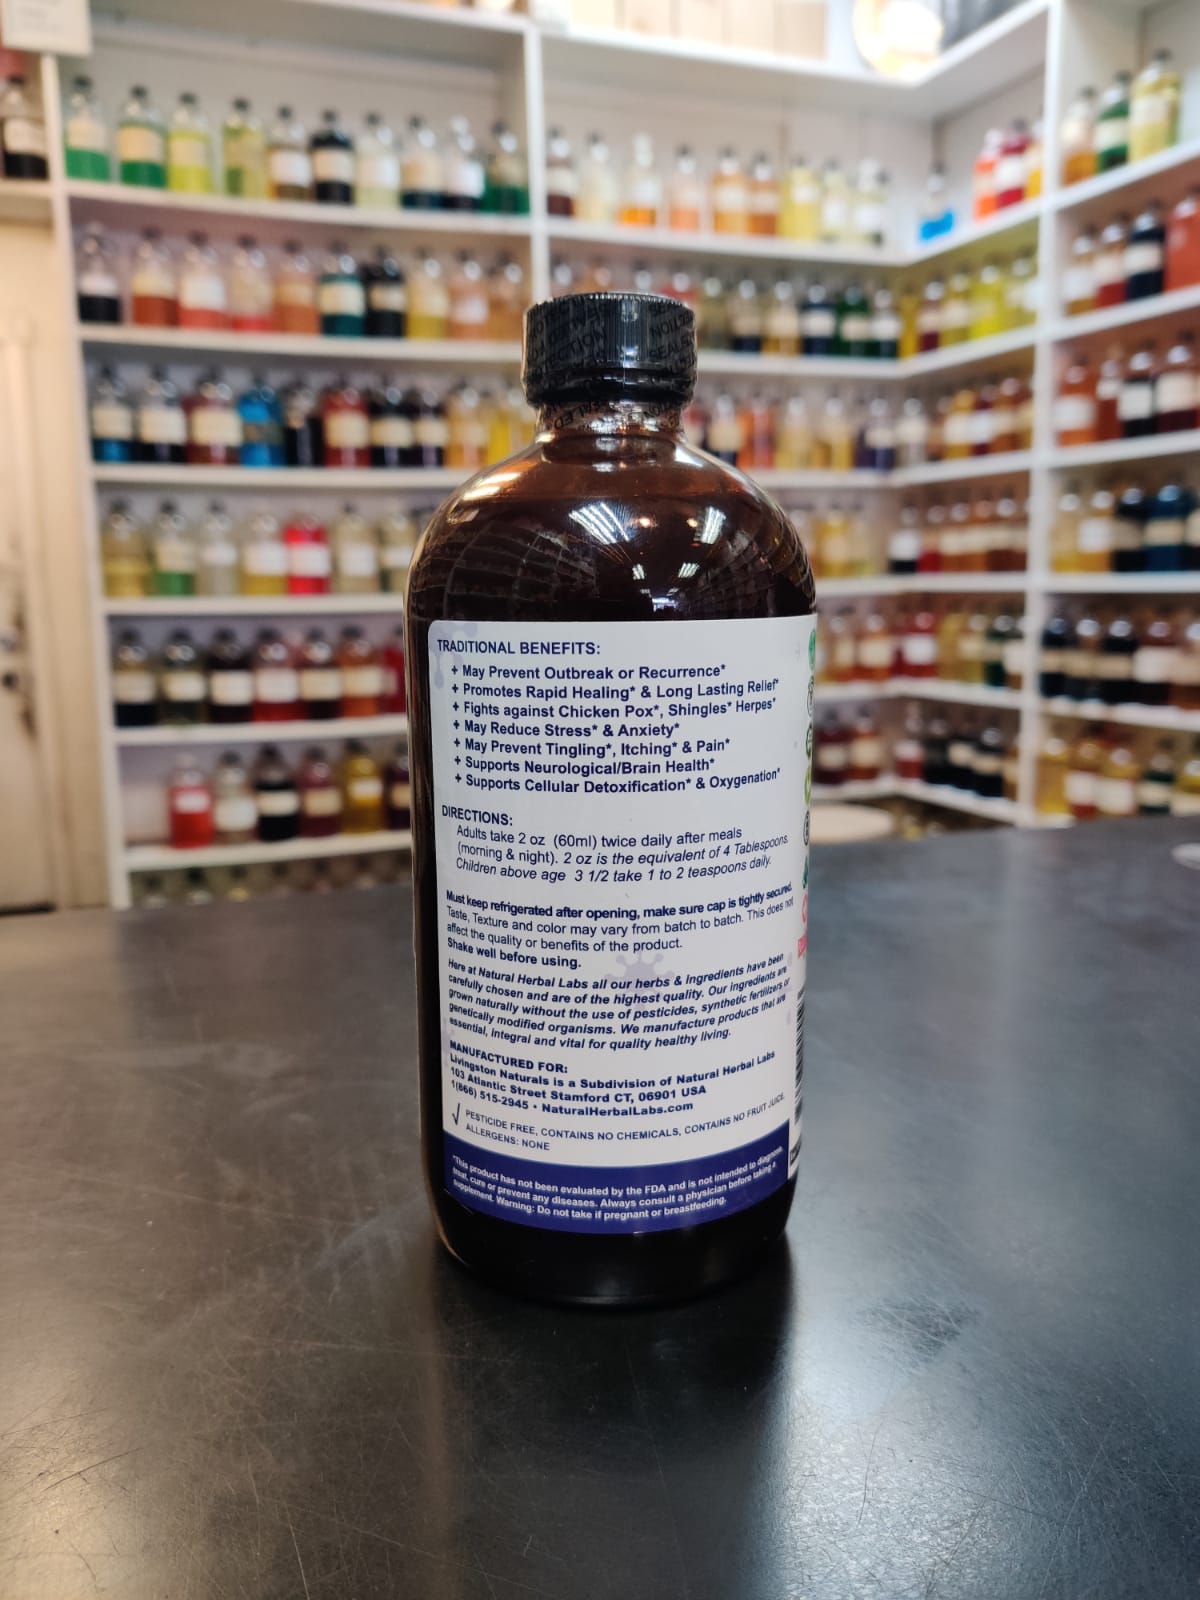 TRADITIONAL BENEFITS:
+ May Prevent Outbreak or Recurrence*
+ Promotes Rapid Healing* & Long Lasting Relief*
+ Fights against Chicken Pox*, Shingles* Herpes*
+ May Reduce Stress* & Anxiety*
+ May Prevent Tingling*, Itching* & Pain*
+ Supports Neurological/Brain Health*
+ Supports Cellular Detoxification* & Oxygenation*
DIRECTIONS:
Adults take 2 oz (60ml) twice daily after meals
(morning & night). 2 oz is the equivalent of 4 Tablespoons.
Children above age 3 1/2 take 1 to 2 teaspoons daily.
Must keep refrigerated after opening, make sure cap is tightly secured.
Taste, Texture and color may vary from batch to batch. This does not
affect the quality or benefits of the product.
Shake well before using.
Here at Natural Herbal Labs all our herbs & Ingredients have been
carefully chosen and are of the highest quality. Our ingredients are
grown naturally without the use of pesticides, synthetic fertilizers or
genetically modified organisms. We manufacture products that are
essential, integral and vital for quality healthy living.
MANUFACTURED FOR:
Livingston Naturals is a Subdivision of Natural Herbal Labs
103 Atlantic Street Stamford CT, 06901 USA
1(866) 515-2945 • NaturalHerbalLabs.com
✓ PESTICIDE FREE, CONTAINS NO CHEMICALS, CONTAINS NO FRUIT JUICE.
ALLERGENS: NONE
*This product has not been evaluated by the FDA and is not intended to diagnose,
treat, cure or prevent any diseases. Always consult a physician before taking a
supplement. Warning: Do not take if pregnant or breastfeeding.